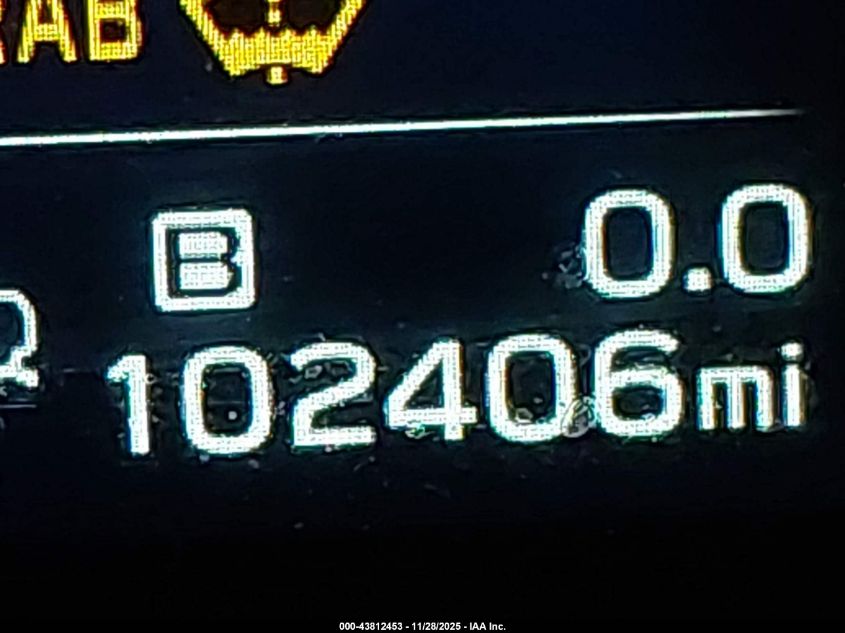 B 0.0
102406mi
000-43812453 - 11/28/2025 - IAA Inc.